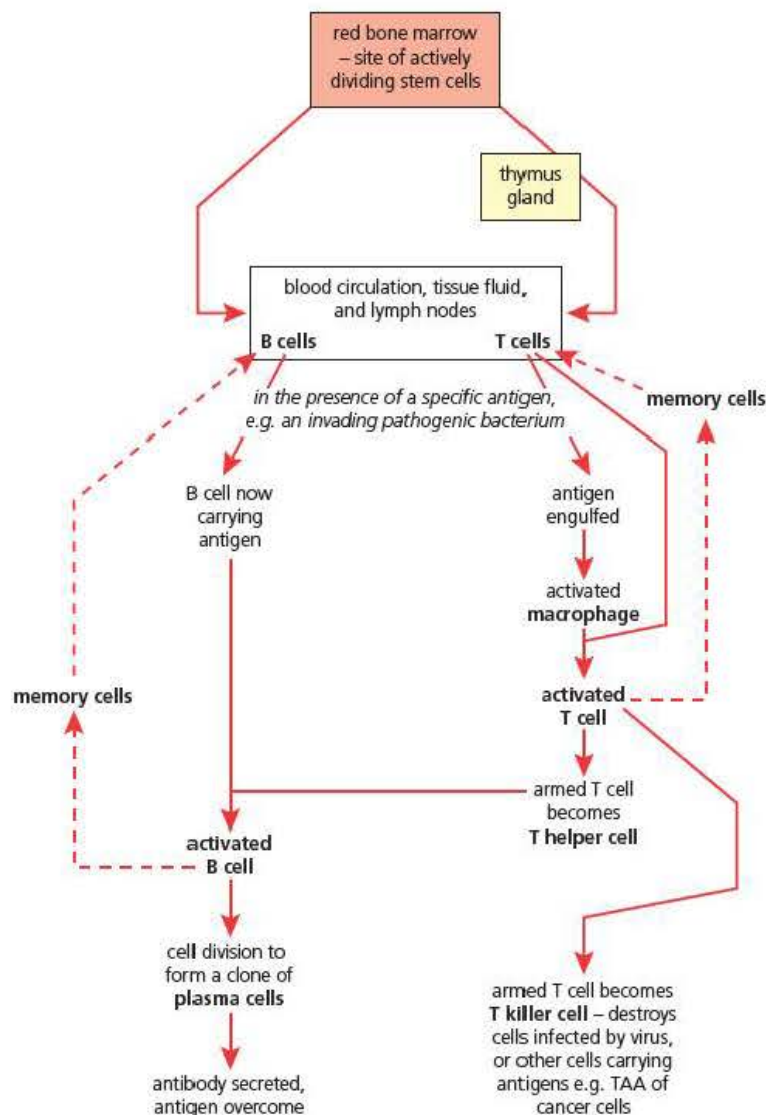 red bone marrow
– site of actively
dividing stem cells
thymus
gland
blood circulation, tissue fluid,
and lymph nodes
B cells
T cells
in the presence of a specific antigen,
e.g. an invading pathogenic bacterium
memory cells
B cell now
carrying
antigen
antigen
engulfed
activated
macrophage
memory cells
activated
T cell
armed T cell
becomes
T helper cell
activated
B cell
cell division to
form a clone of
plasma cells
armed T cell becomes
T killer cell – destroys
cells infected by virus,
or other cells carrying
antigens e.g. TAA of
cancer cells
antibody secreted,
antigen overcome